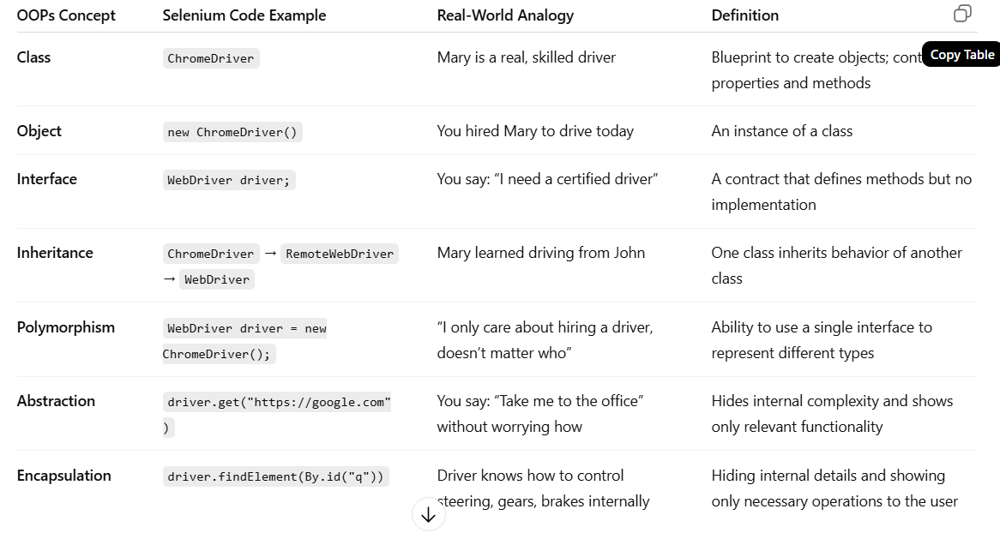 OOPs Concept Selenium Code Example Real-World Analogy Definition
Copy Table
Class ChromeDriver Mary is a real, skilled driver Blueprint to create objects;
properties and methods
Object new ChromeDriver() You hired Mary to drive today An instance of a class
Interface WebDriver driver; You say: “I need a certified driver” A contract that defines methods but no
implementation
Inheritance ChromeDriver → RemoteWebDriver Mary learned driving from John One class inherits behavior of another
→ WebDriver class
Polymorphism WebDriver driver = new “I only care about hiring a driver, Ability to use a single interface to
ChromeDriver(); doesn’t matter who” represent different types
Abstraction driver.get("https://google.com" You say: “Take me to the office” Hides internal complexity and shows
) without worrying how only relevant functionality
Encapsulation driver.findElement(By.id("q")) Driver knows how to control Hiding internal details and showing
steering, gears, brakes internally only necessary operations to the user